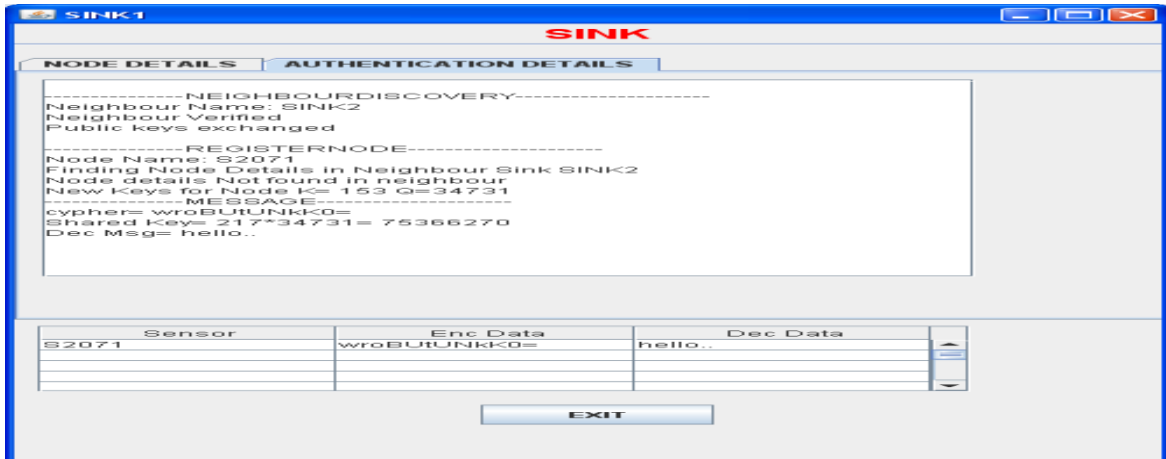 SINK1
SINK
NODE DETAILS AUTHENTICATION DETAILS
---------------NEIGHBOURDISCOVERY---------------------
Neighbour Name: SINK2
Neighbour Verified
Public keys exchanged
---------------REGISTERNODE---------------------
Node Name: S2071
Finding Node Details in Neighbour Sink SINK2
Node details Not found in neighbour
New Keys for Node K= 153 Q=34731
---------------MESSAGE---------------------
cypher= wroBUtUNkK0=
Shared Key= 217*34731= 75366270
Dec Msg= hello..
Sensor Enc Data Dec Data
S2071 wroBUtUNkK0= hello..
EXIT